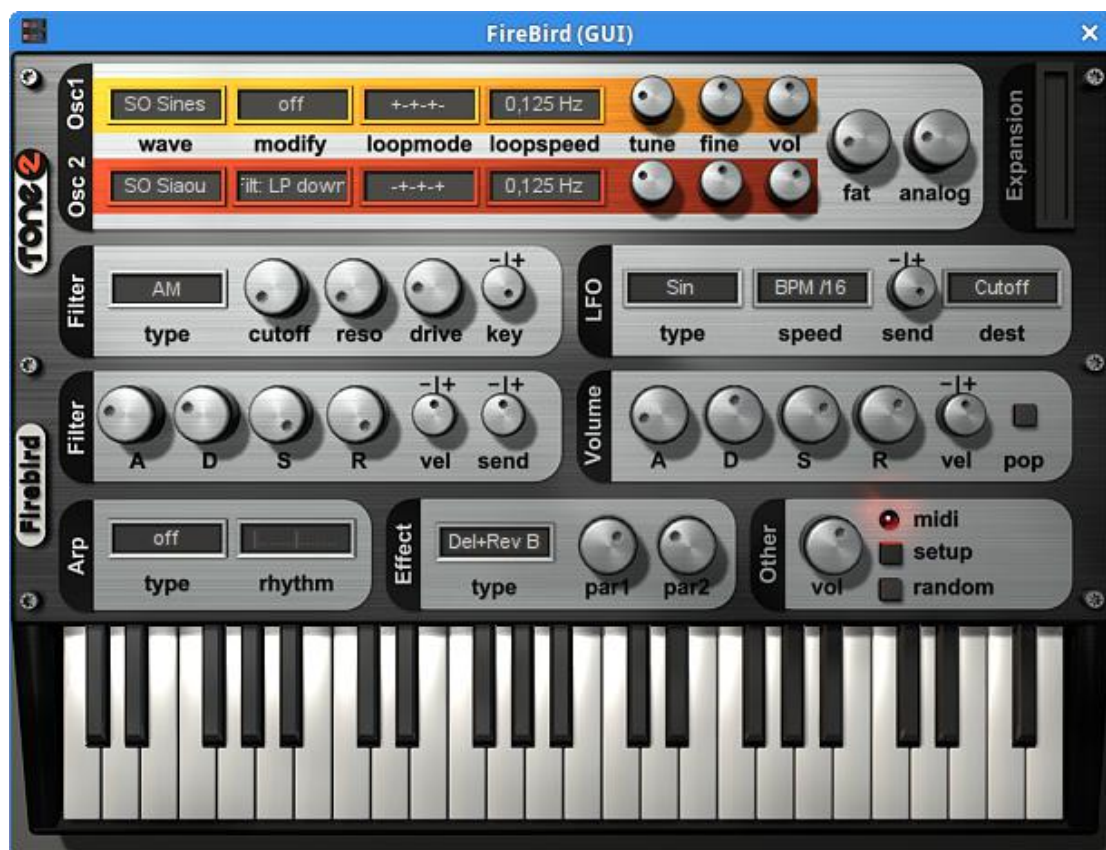 FireBird (GUI)
Osc1
SO Sines off +-+-+- 0,125 Hz
wave modify loopmode loopspeed tune fine vol
Osc 2
SO Siaou Filt: LP down -+-+-+ 0,125 Hz
fat analog
Expansion
Tone2
Filter
AM
- | +
type cutoff reso drive key
LFO
Sin BPM /16 Cutoff
- | +
type speed send dest
Filter
- | + - | +
A D S R vel send
Volume
- | +
A D S R vel pop
Firebird
Arp
off
type rhythm
Effect
Del+Rev B
type par1 par2
Other
vol
midi
setup
random